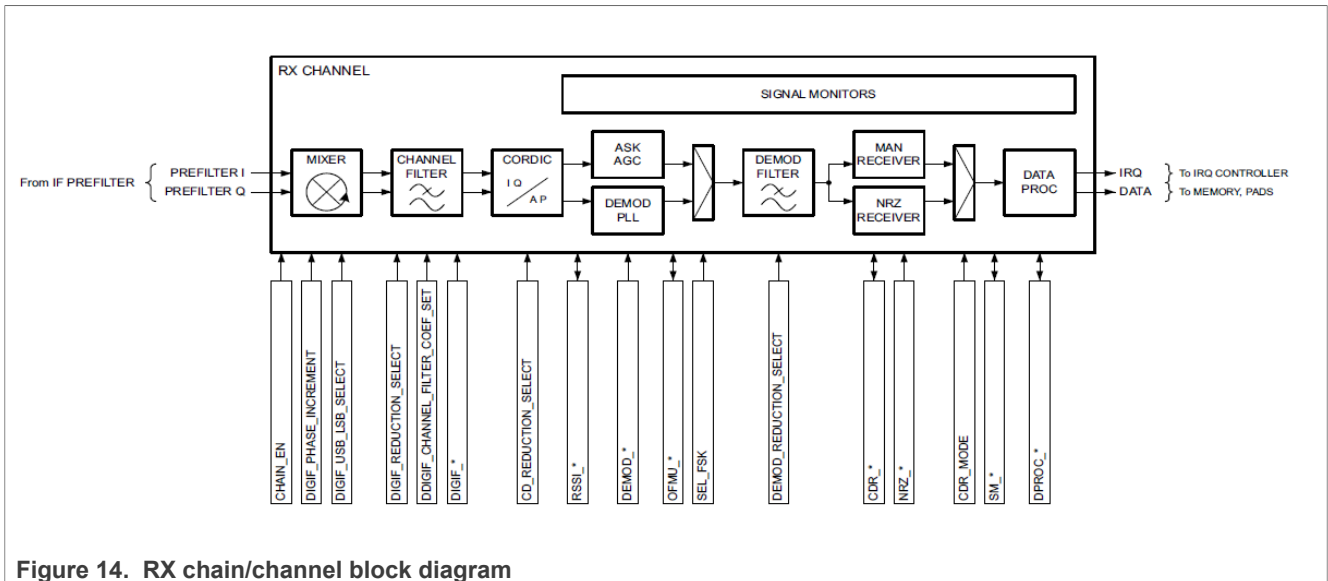 RX CHANNEL
SIGNAL MONITORS
From IF PREFILTER
PREFILTER I
PREFILTER Q
MIXER
CHANNEL
FILTER
CORDIC
I Q
A P
ASK
AGC
DEMOD
PLL
DEMOD
FILTER
MAN
RECEIVER
NRZ
RECEIVER
DATA
PROC
IRQ
DATA
To IRQ CONTROLLER
To MEMORY, PADS
CHAIN_EN
DIGIF_PHASE_INCREMENT
DIGIF_USB_LSB_SELECT
DIGIF_REDUCTION_SELECT
DDIGIF_CHANNEL_FILTER_COEF_SET
DIGIF_*
CD_REDUCTION_SELECT
RSSI_*
DEMOD_*
OFMU_*
SEL_FSK
DEMOD_REDUCTION_SELECT
CDR_*
NRZ_*
CDR_MODE
SM_*
DPROC_*
Figure 14. RX chain/channel block diagram